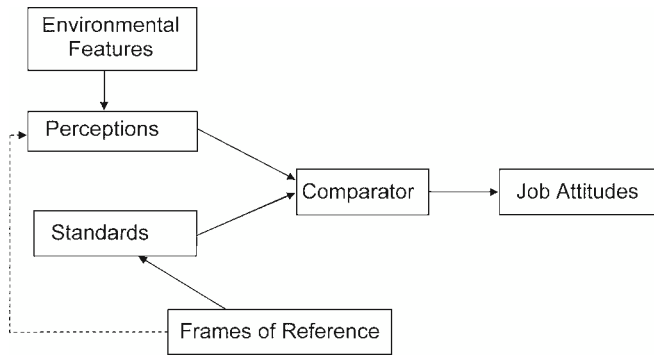 Environmental
Features
Perceptions
Comparator
Job Attitudes
Standards
Frames of Reference